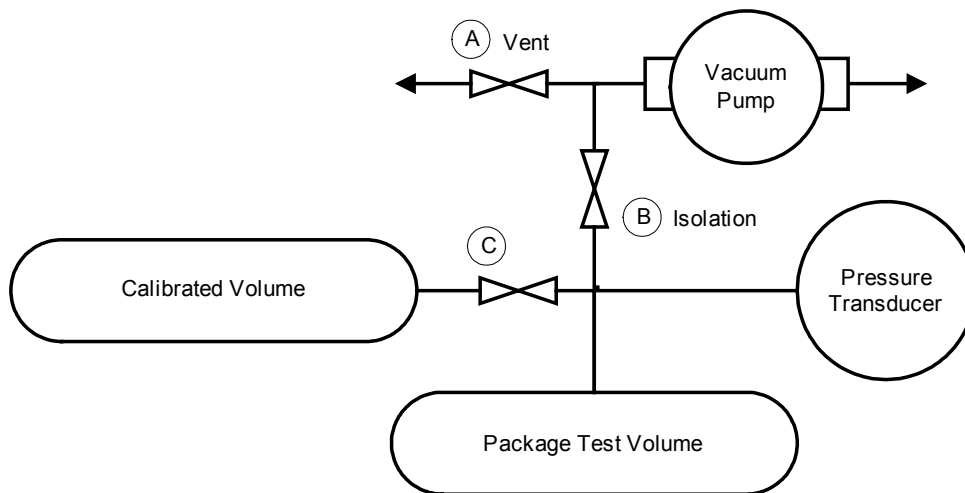 A Vent
Vacuum
Pump
B Isolation
C
Calibrated Volume
Pressure
Transducer
Package Test Volume